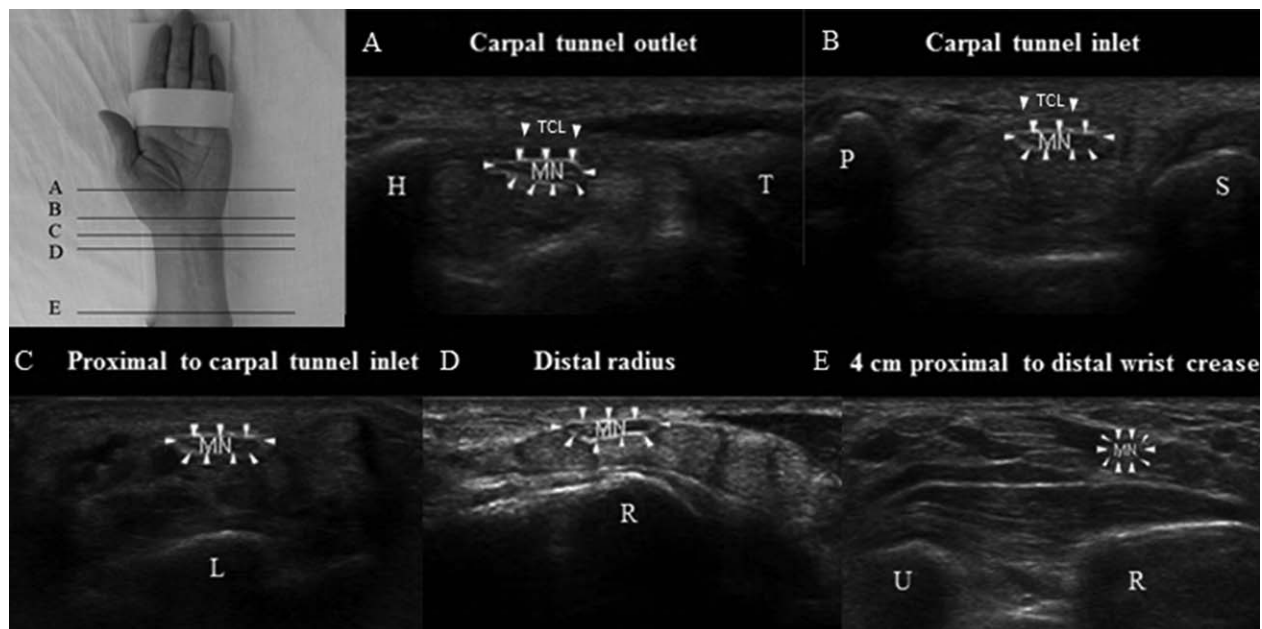 A
B
C
D
E
A Carpal tunnel outlet
TCL
MN
H
T
B Carpal tunnel inlet
TCL
MN
P
S
C Proximal to carpal tunnel inlet
MN
L
D Distal radius
MN
R
E 4 cm proximal to distal wrist crease
MN
U
R